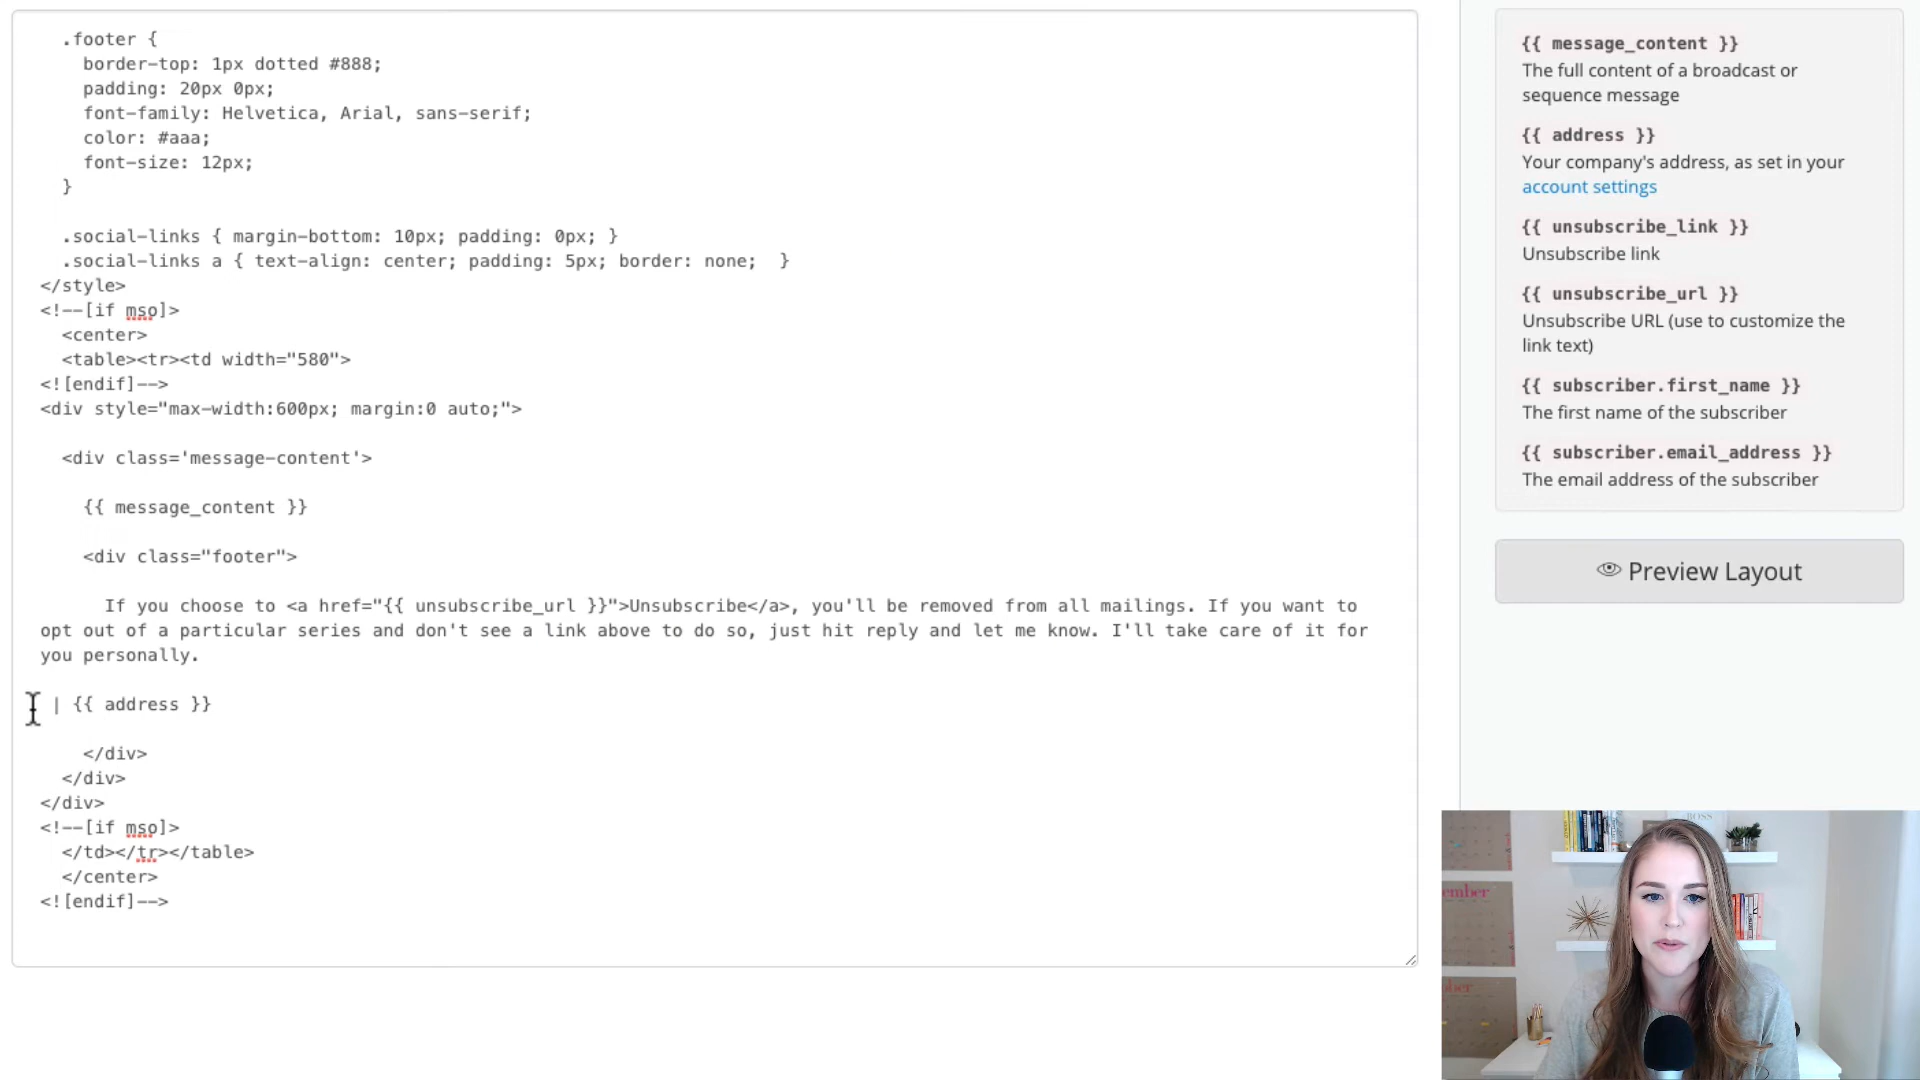 .footer {
border-top: 1px dotted #888;
padding: 20px 0px;
font-family: Helvetica, Arial, sans-serif;
color: #aaa;
font-size: 12px;
}
.social-links { margin-bottom: 10px; padding: 0px; }
.social-links a { text-align: center; padding: 5px; border: none;  }
</style>
<!--[if mso]>
<center>
<table><tr><td width="580">
<![endif]-->
<div style="max-width:600px; margin:0 auto;">
<div class='message-content'>
{{ message_content }}
<div class="footer">
If you choose to <a href="{{ unsubscribe_url }}">Unsubscribe</a>, you'll be removed from all mailings. If you want to
opt out of a particular series and don't see a link above to do so, just hit reply and let me know. I'll take care of it for
you personally.
| {{ address }}
</div>
</div>
</div>
<!--[if mso]>
</td></tr></table>
</center>
<![endif]-->
{{ message_content }}
The full content of a broadcast or
sequence message
{{ address }}
Your company's address, as set in your
account settings
{{ unsubscribe_link }}
Unsubscribe link
{{ unsubscribe_url }}
Unsubscribe URL (use to customize the
link text)
{{ subscriber.first_name }}
The first name of the subscriber
{{ subscriber.email_address }}
The email address of the subscriber
Preview Layout
BOSS
ember
ober